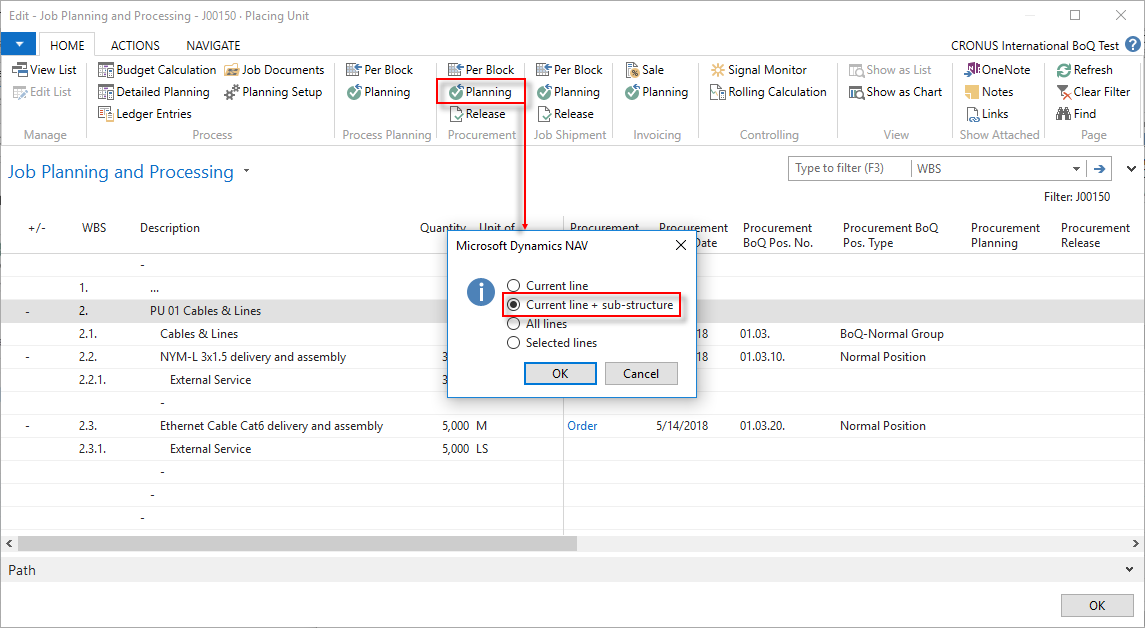 Edit - Job Planning and Processing - J00150 · Placing Unit
HOME ACTIONS NAVIGATE CRONUS International BoQ Test ?
View List Budget Calculation Job Documents Per Block Per Block Per Block Sale Signal Monitor Show as List OneNote Refresh
Edit List Detailed Planning Planning Setup Planning Planning Planning Planning Rolling Calculation Show as Chart Notes Clear Filter
Ledger Entries Release Release Links Find
Manage Process Process Planning Procurement Job Shipment Invoicing Controlling View Show Attached Page
Job Planning and Processing Type to filter (F3) WBS
Filter: J00150
+/- WBS Description Quantity Unit of Procurement Procurement Date Procurement BoQ Pos. No. Procurement BoQ Pos. Type Procurement Planning Procurement Release
-
1. ...
- 2. PU 01 Cables & Lines
2.1. Cables & Lines 18 01.03. BoQ-Normal Group
- 2.2. NYM-L 3x1.5 delivery and assembly 3 18 01.03.10. Normal Position
2.2.1. External Service 3
-
- 2.3. Ethernet Cable Cat6 delivery and assembly 5,000 M Order 5/14/2018 01.03.20. Normal Position
2.3.1. External Service 5,000 LS
-
-
-
Microsoft Dynamics NAV
Current line
Current line + sub-structure
All lines
Selected lines
OK Cancel
Path
OK